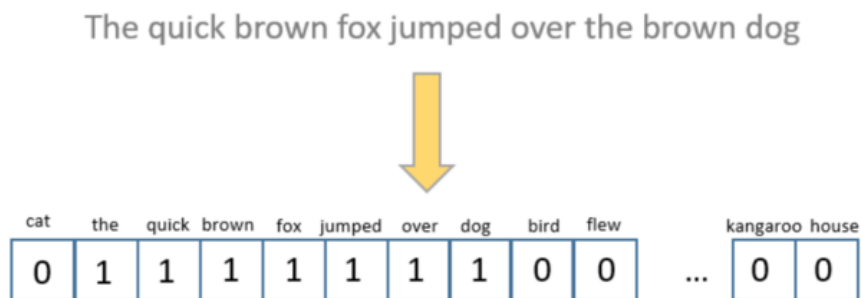 The quick brown fox jumped over the brown dog
cat the quick brown fox jumped over dog bird flew kangaroo house
0 1 1 1 1 1 1 1 0 0 ... 0 0